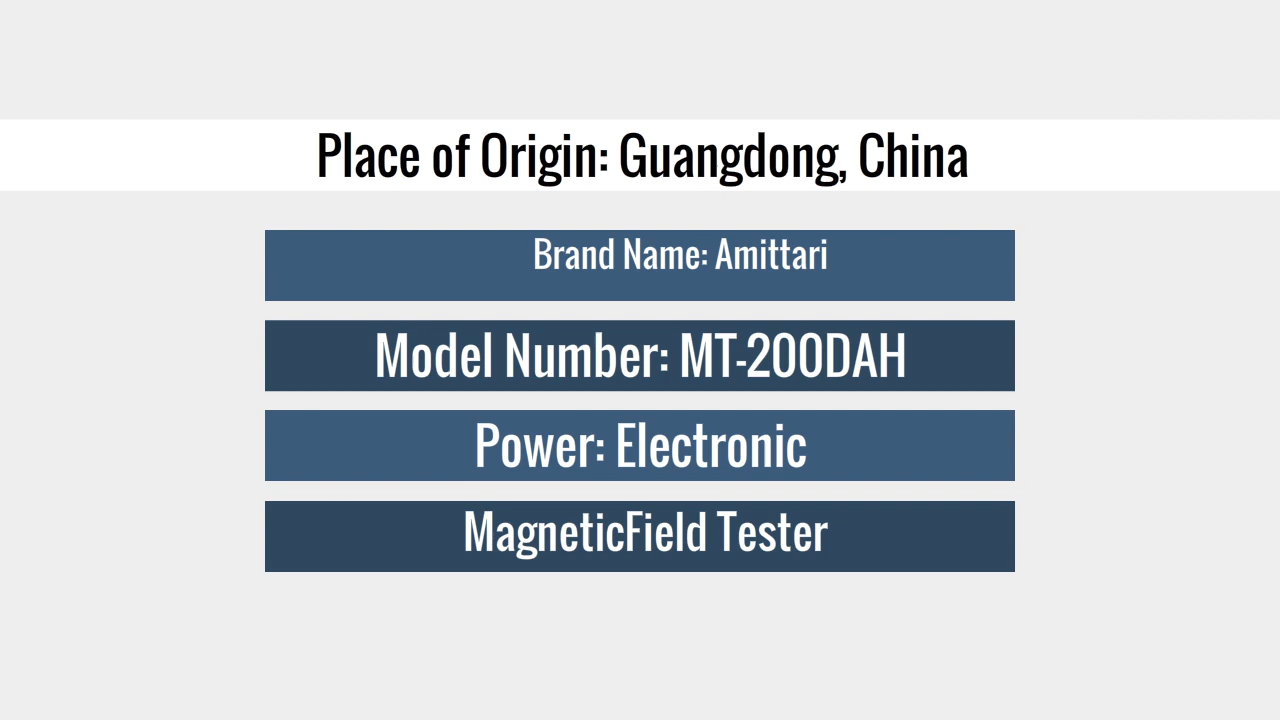 Place of Origin: Guangdong, China
Brand Name: Amittari
Model Number: MT-200DAH
Power: Electronic
MagneticField Tester